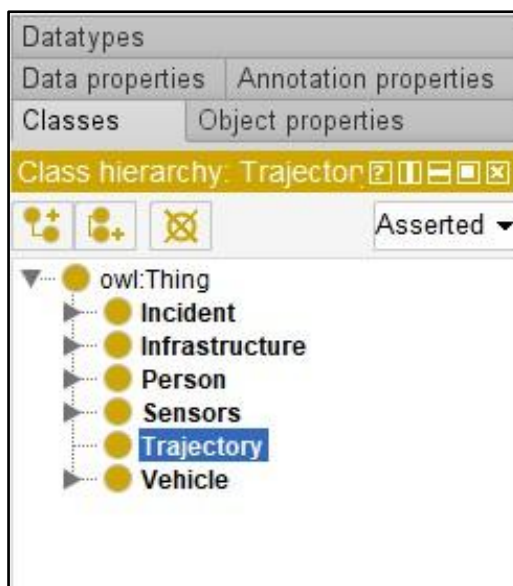 Datatypes
Data properties Annotation properties
Classes Object properties
Class hierarchy: Trajectory
Asserted
owl:Thing
Incident
Infrastructure
Person
Sensors
Trajectory
Vehicle